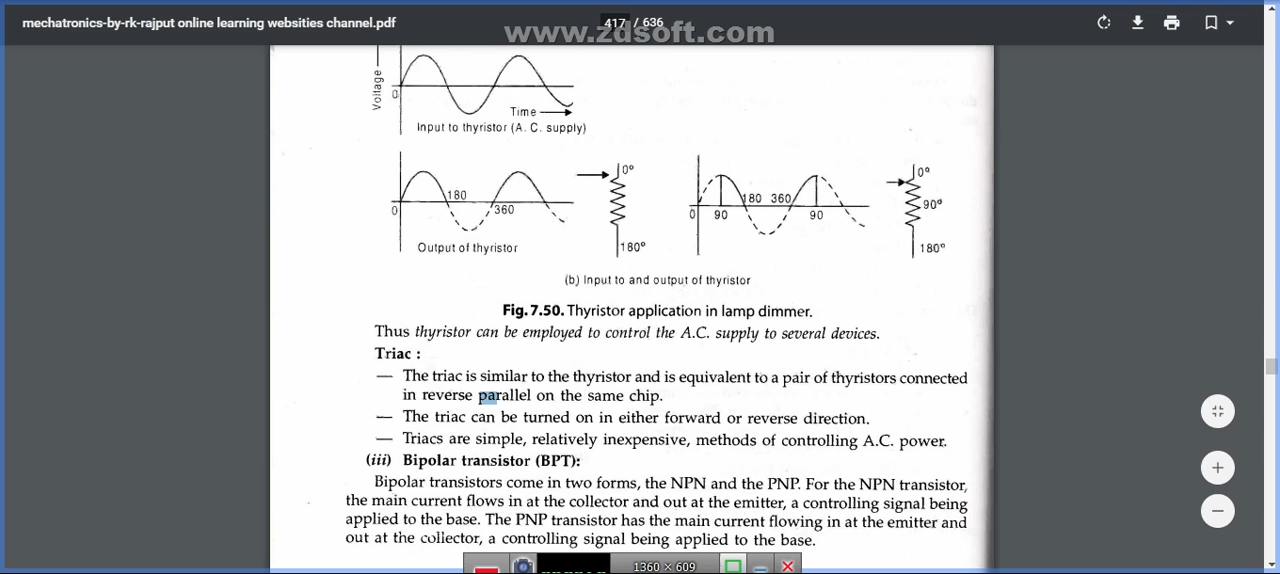 mechatronics-by-rk-rajput online learning websities channel.pdf
417 / 636
www.zdsoft.com
Voltage
0
Time
Input to thyristor (A. C. supply)
0
180
360
Output of thyristor
0°
180°
0
90
180 360
90
0°
90°
180°
(b) Input to and output of thyristor
Fig. 7.50. Thyristor application in lamp dimmer.
Thus thyristor can be employed to control the A.C. supply to several devices.
Triac :
— The triac is similar to the thyristor and is equivalent to a pair of thyristors connected
in reverse parallel on the same chip.
— The triac can be turned on in either forward or reverse direction.
— Triacs are simple, relatively inexpensive, methods of controlling A.C. power.
(iii) Bipolar transistor (BPT):
Bipolar transistors come in two forms, the NPN and the PNP. For the NPN transistor,
the main current flows in at the collector and out at the emitter, a controlling signal being
applied to the base. The PNP transistor has the main current flowing in at the emitter and
out at the collector, a controlling signal being applied to the base.
1360 × 609